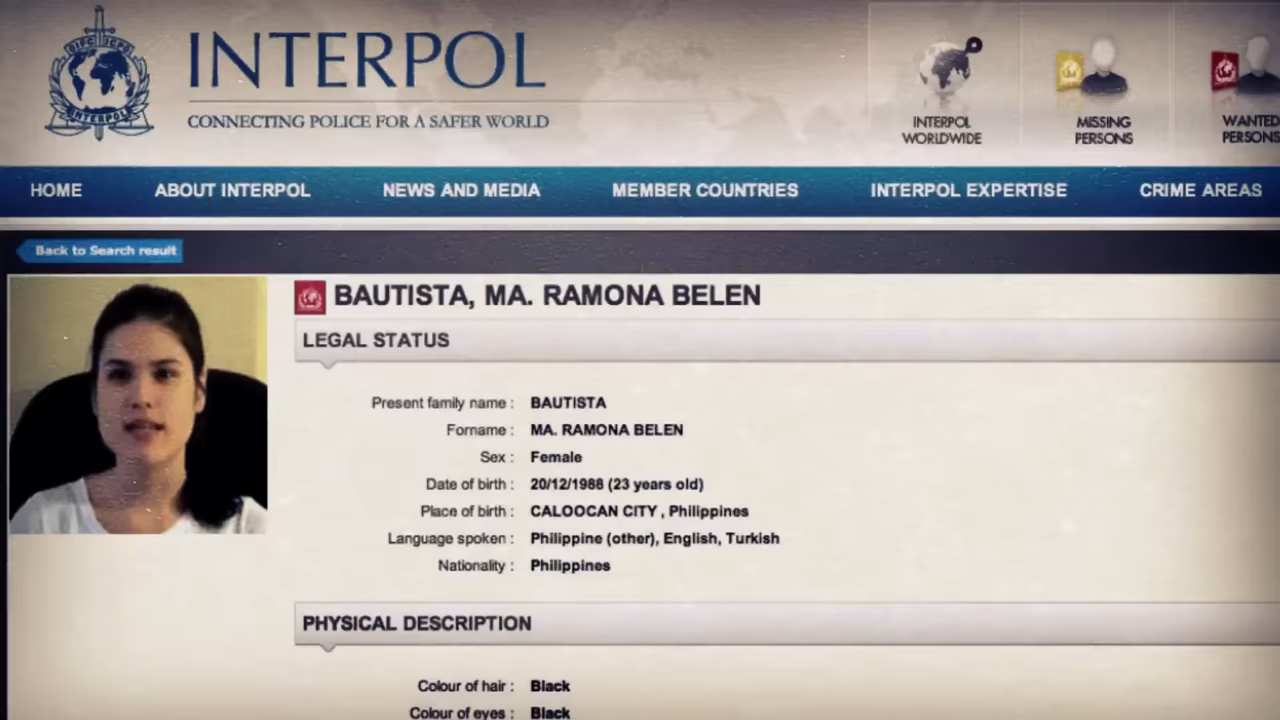 INTERPOL
CONNECTING POLICE FOR A SAFER WORLD
INTERPOL
WORLDWIDE
MISSING
PERSONS
WANTED
PERSONS
OIPC ICPO
INTERPOL
HOME ABOUT INTERPOL NEWS AND MEDIA MEMBER COUNTRIES INTERPOL EXPERTISE CRIME AREAS
Back to Search result
BAUTISTA, MA. RAMONA BELEN
LEGAL STATUS
Present family name : BAUTISTA
Forname : MA. RAMONA BELEN
Sex : Female
Date of birth : 20/12/1988 (23 years old)
Place of birth : CALOOCAN CITY , Philippines
Language spoken : Philippine (other), English, Turkish
Nationality : Philippines
PHYSICAL DESCRIPTION
Colour of hair : Black
Colour of eyes : Black